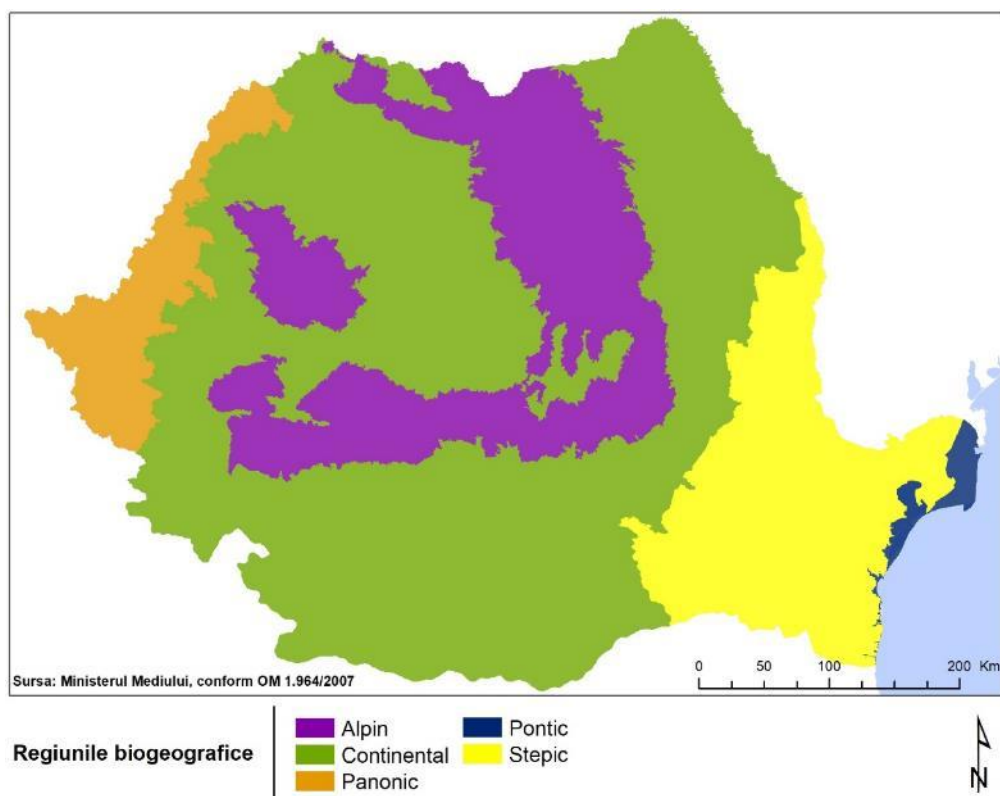 Sursa: Ministerul Mediului, conform OM 1.964/2007
0 50 100 200 Km
Regiunile biogeografice
Alpin
Continental
Panonic
Pontic
Stepic
N